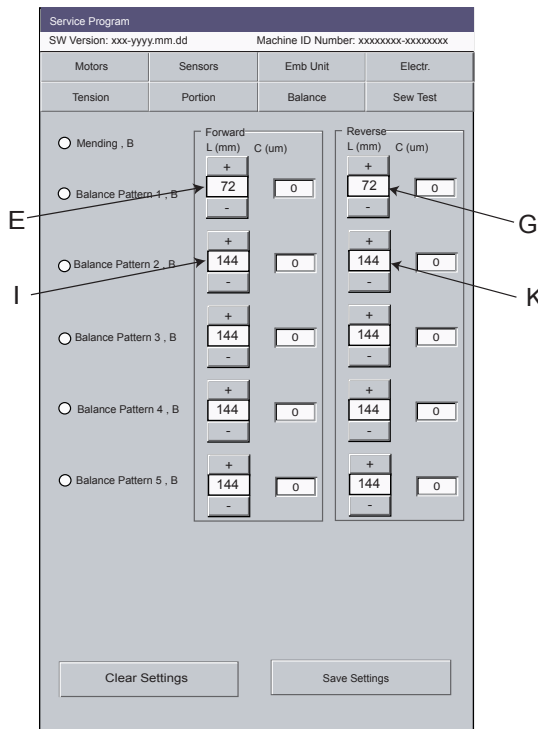 Service Program
SW Version: xxx-yyyy.mm.dd Machine ID Number: xxxxxxxx-xxxxxxxx
Motors Sensors Emb Unit Electr.
Tension Portion Balance Sew Test
Forward Reverse
Mending , B L (mm) C (um) L (mm) C (um)
+ +
Balance Pattern 1 , B 72 0 72 0
- -
E G
+ +
Balance Pattern 2 , B 144 0 144 0
- -
I K
+ +
Balance Pattern 3 , B 144 0 144 0
- -
+ +
Balance Pattern 4 , B 144 0 144 0
- -
+ +
Balance Pattern 5 , B 144 0 144 0
- -
Clear Settings Save Settings